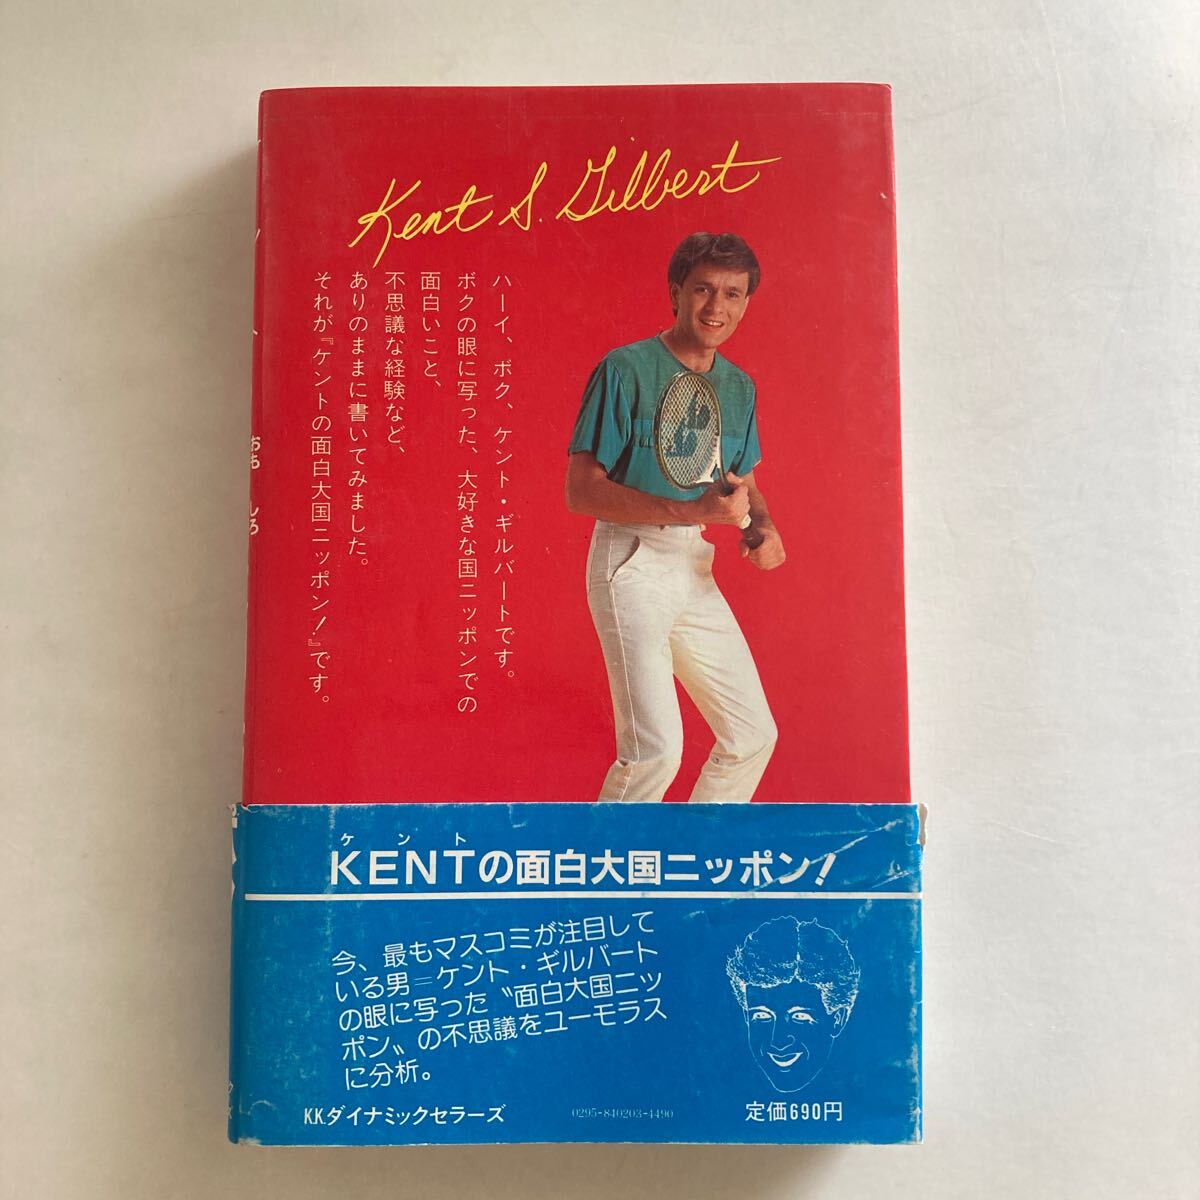 Kent S. Gilbert
ハーイ、ボク、ケント・ギルバートです。
ボクの眼に写った、大好きな国ニッポンでの
面白いこと、
不思議な経験など、
ありのままに書いてみました。
それが『ケントの面白大国ニッポン!』です。
おも しろ
ケント
KENTの面白大国ニッポン!
今、最もマスコミが注目して
いる男=ケント・ギルバート
の眼に写った〝面白大国ニッ
ポン〟の不思議をユーモラス
に分析。
K.K.ダイナミックセラーズ
0295-840203-4490
定価690円